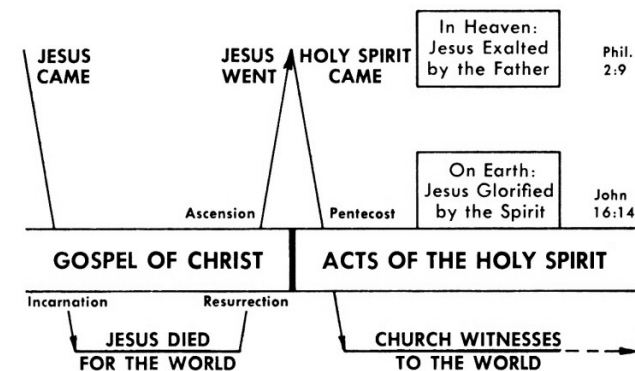 JESUS
CAME
JESUS
WENT
HOLY SPIRIT
CAME
In Heaven:
Jesus Exalted
by the Father
Phil.
2:9
On Earth:
Jesus Glorified
by the Spirit
John
16:14
Ascension
Pentecost
GOSPEL OF CHRIST
ACTS OF THE HOLY SPIRIT
Incarnation
Resurrection
JESUS DIED
FOR THE WORLD
CHURCH WITNESSES
TO THE WORLD